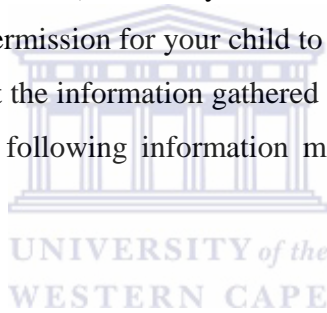 ermission for your child to
the information gathered
following information m
UNIVERSITY of the
WESTERN CAPE